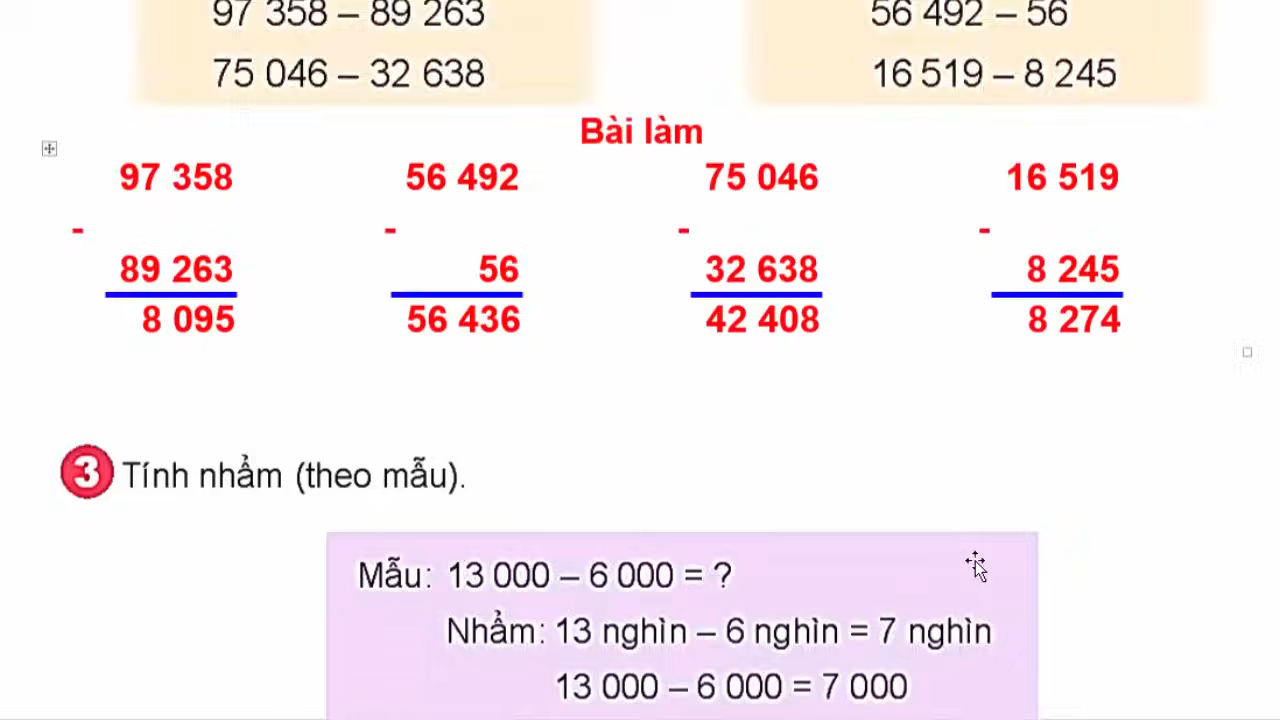 97 358 – 89 263
56 492 – 56
75 046 – 32 638
16 519 – 8 245
Bài làm
97 358 56 492 75 046 16 519
- - - -
89 263 56 32 638 8 245
8 095 56 436 42 408 8 274
3 Tính nhẩm (theo mẫu).
Mẫu: 13 000 – 6 000 = ?
Nhẩm: 13 nghìn – 6 nghìn = 7 nghìn
13 000 – 6 000 = 7 000